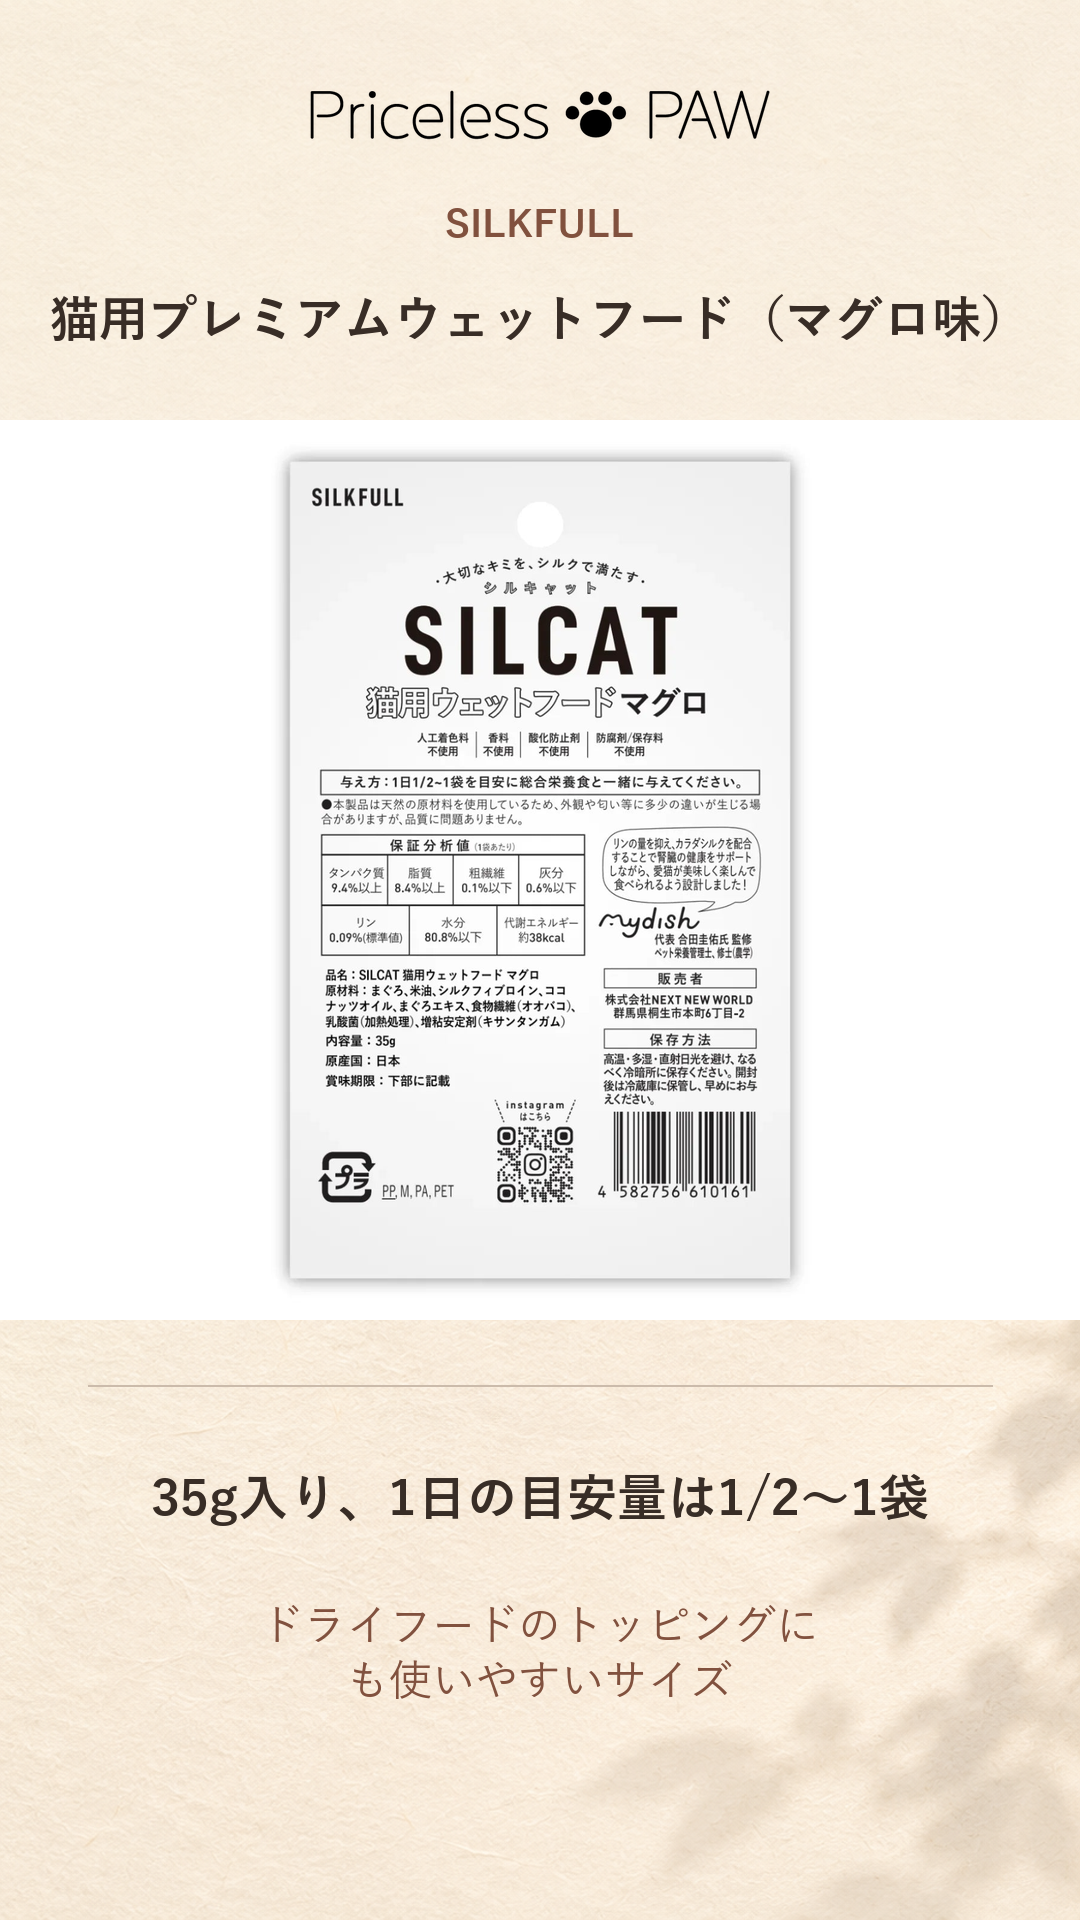 Priceless PAW
SILKFULL
猫用プレミアムウェットフード（マグロ味）
SILKFULL
・大切なキミを、シルクで満たす・
シルキャット
SILCAT
猫用ウェットフード マグロ
人工着色料不使用 香料不使用 酸化防止剤不使用 防腐剤/保存料不使用
与え方：1日1/2~1袋を目安に総合栄養食と一緒に与えてください。
●本製品は天然の原材料を使用しているため、外観や匂い等に多少の違いが生じる場
合がありますが、品質に問題ありません。
保証分析値（1袋あたり）
タンパク質 脂質 粗繊維 灰分
9.4%以上 8.4%以上 0.1%以下 0.6%以下
リン 水分 代謝エネルギー
0.09%(標準値) 80.8%以下 約38kcal
リンの量を抑え、カラダシルクを配合
することで腎臓の健康をサポート
しながら、愛猫が美味しく楽しんで
食べられるよう設計しました！
mydish
代表 合田圭佑氏 監修
ペット栄養管理士、修士(農学)
品名：SILCAT 猫用ウェットフード マグロ
原材料：まぐろ、米油、シルクフィブロイン、ココ
ナッツオイル、まぐろエキス、食物繊維（オオバコ）、
乳酸菌（加熱処理）、増粘安定剤（キサンタンガム）
内容量：35g
原産国：日本
賞味期限：下部に記載
販売者
株式会社NEXT NEW WORLD
群馬県桐生市本町6丁目-2
保存方法
高温・多湿・直射日光を避け、なる
べく冷暗所に保存ください。開封
後は冷蔵庫に保管し、早めにお与
えください。
instagram
はこちら
プラ
PP, M, PA, PET
4 582756 610161
35g入り、1日の目安量は1/2〜1袋
ドライフードのトッピングに
も使いやすいサイズ